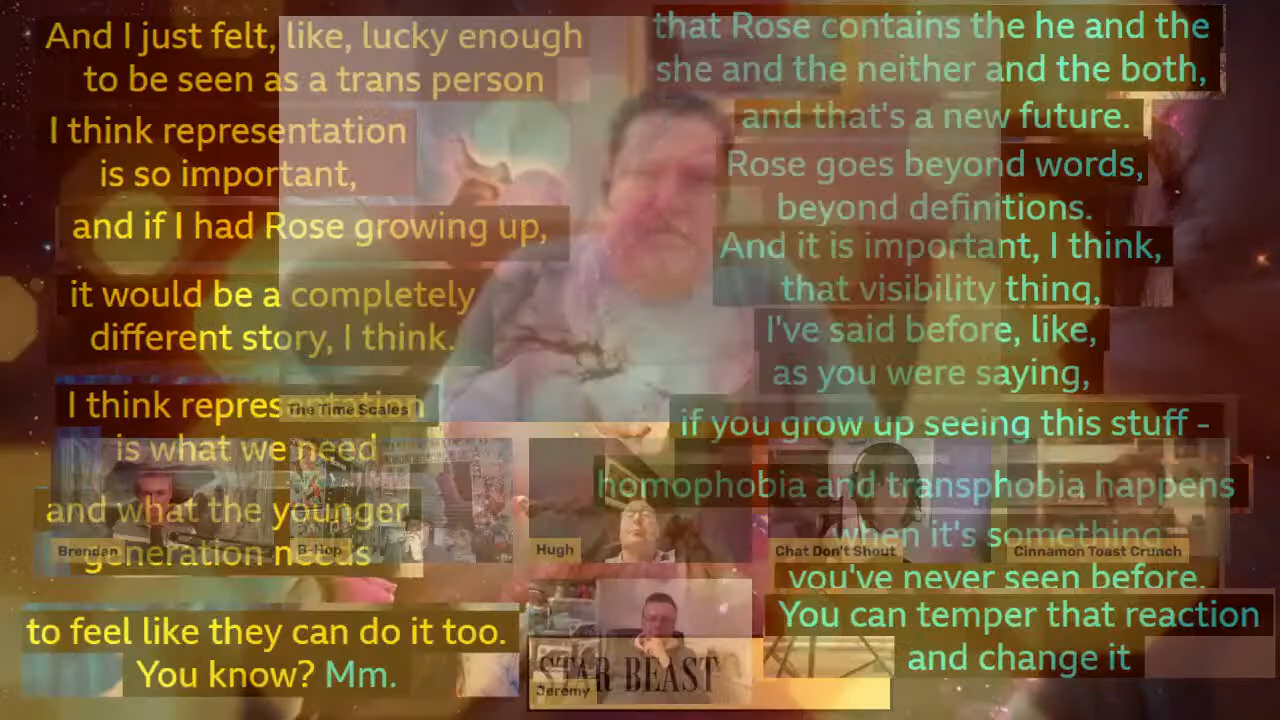 And I just felt, like, lucky enough
to be seen as a trans person
I think representation
is so important,
and if I had Rose growing up,
it would be a completely
different story, I think.
I think representation
is what we need
and what the younger
generation needs
to feel like they can do it too.
You know? Mm.
that Rose contains the he and the
she and the neither and the both,
and that's a new future.
Rose goes beyond words,
beyond definitions.
And it is important, I think,
that visibility thing,
I've said before, like,
as you were saying,
if you grow up seeing this stuff -
homophobia and transphobia happens
when it's something
you've never seen before.
You can temper that reaction
and change it
The Time Scales
Brendan
B-Hop
Hugh
Chat Don't Shout
Cinnamon Toast Crunch
STAR BEAST
Jeremy